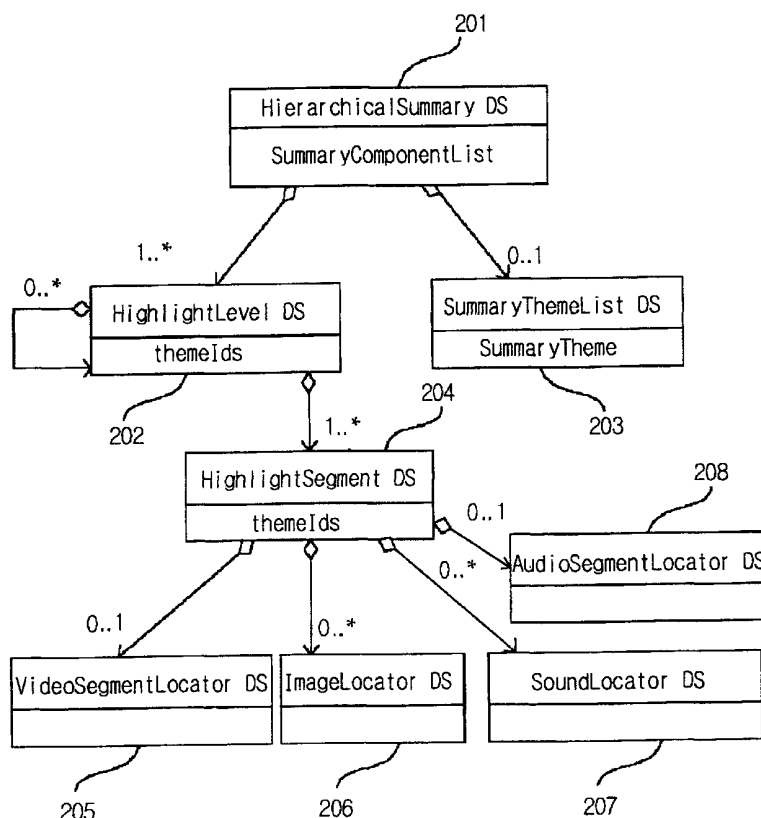 201
HierarchicalSummary DS
SummaryComponentList
1..*
0..1
0..*
HighlightLevel DS
themeIds
SummaryThemeList DS
SummaryTheme
202
204
203
1..*
HighlightSegment DS
themeIds
208
0..1
AudioSegmentLocator DS
0..*
0..1
0..*
VideoSegmentLocator DS
ImageLocator DS
SoundLocator DS
205
206
207